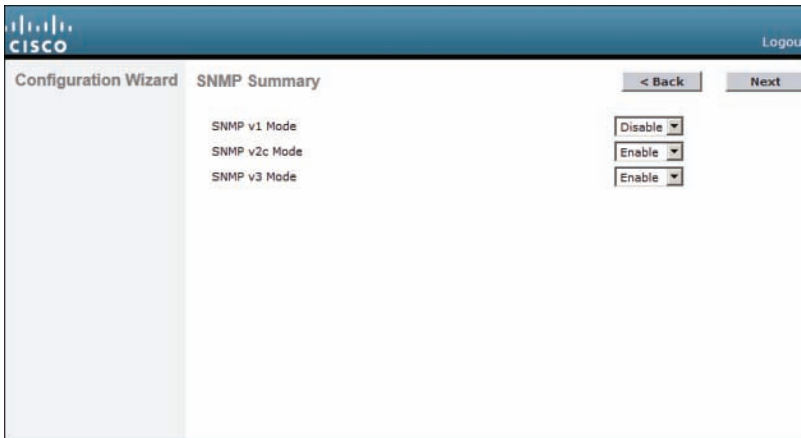 CISCO
Logou
Configuration Wizard
SNMP Summary
< Back
Next
SNMP v1 Mode
Disable
SNMP v2c Mode
Enable
SNMP v3 Mode
Enable